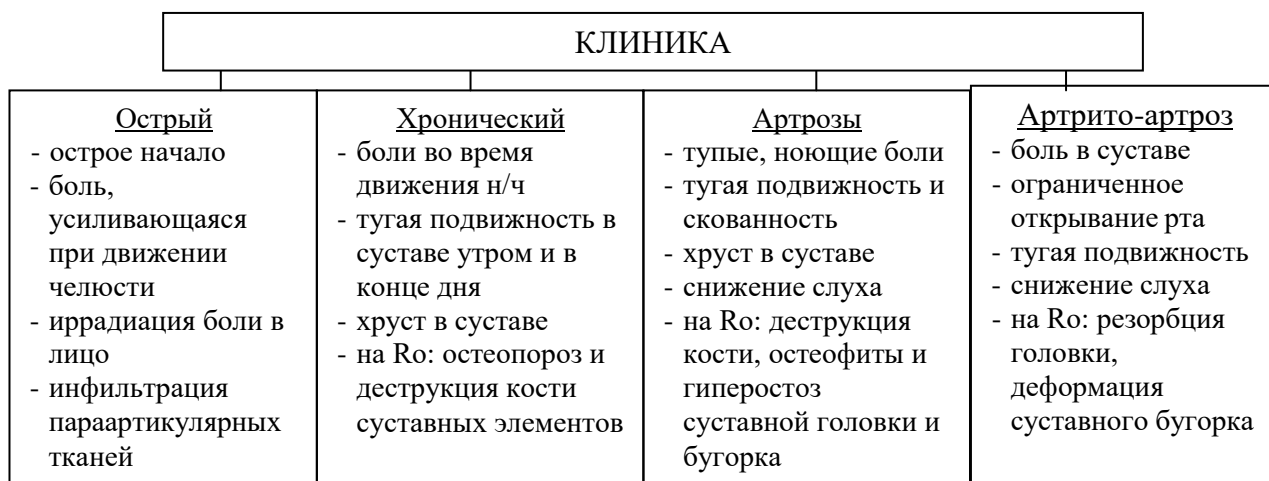 КЛИНИКА
Острый
- острое начало
- боль,
усиливающаяся
при движении
челюсти
- иррадиация боли в
лицо
- инфильтрация
параартикулярных
тканей
Хронический
- боли во время
движения н/ч
- тугая подвижность в
суставе утром и в
конце дня
- хруст в суставе
- на Ro: остеопороз и
деструкция кости
суставных элементов
Артрозы
- тупые, ноющие боли
- тугая подвижность и
скованность
- хруст в суставе
- снижение слуха
- на Ro: деструкция
кости, остеофиты и
гиперостоз
суставной головки и
бугорка
Артрито-артроз
- боль в суставе
- ограниченное
открывание рта
- тугая подвижность
- снижение слуха
- на Ro: резорбция
головки,
деформация
суставного бугорка